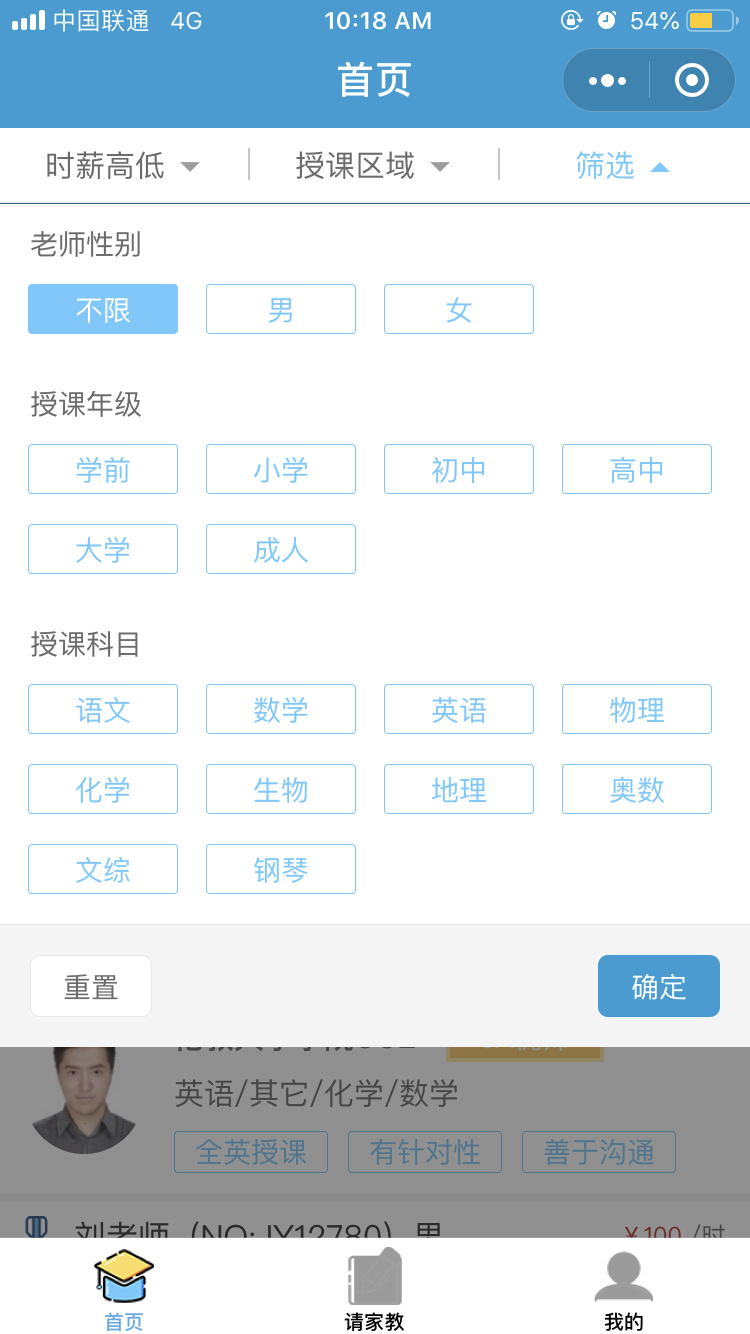 中国联通 4G 10:18 AM 54%
首页
时薪高低 授课区域 筛选
老师性别
不限 男 女
授课年级
学前 小学 初中 高中
大学 成人
授课科目
语文 数学 英语 物理
化学 生物 地理 奥数
文综 钢琴
重置 确定
英语/其它/化学/数学
全英授课 有针对性 善于沟通
刘老师 (NO: JY12780) 男 ¥100 /时
首页 请家教 我的